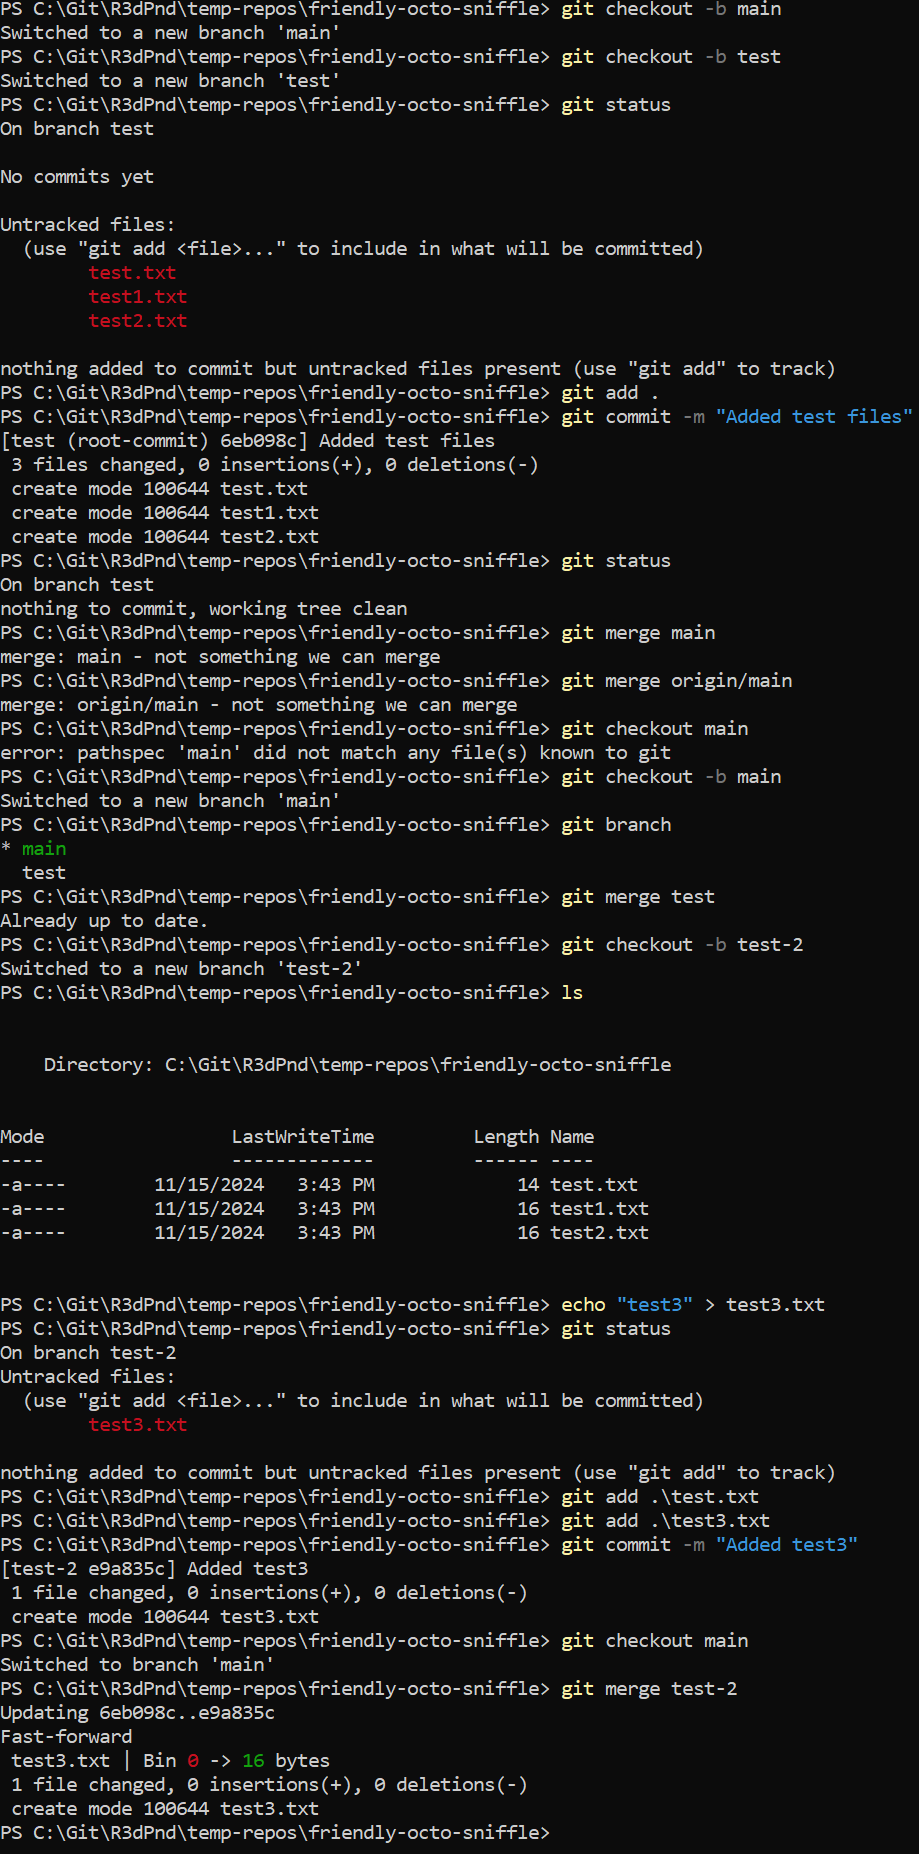 PS C:\Git\R3dPnd\temp-repos\friendly-octo-sniffle> git checkout -b main
Switched to a new branch 'main'
PS C:\Git\R3dPnd\temp-repos\friendly-octo-sniffle> git checkout -b test
Switched to a new branch 'test'
PS C:\Git\R3dPnd\temp-repos\friendly-octo-sniffle> git status
On branch test

No commits yet

Untracked files:
  (use "git add <file>..." to include in what will be committed)
        test.txt
        test1.txt
        test2.txt

nothing added to commit but untracked files present (use "git add" to track)
PS C:\Git\R3dPnd\temp-repos\friendly-octo-sniffle> git add .
PS C:\Git\R3dPnd\temp-repos\friendly-octo-sniffle> git commit -m "Added test files"
[test (root-commit) 6eb098c] Added test files
 3 files changed, 0 insertions(+), 0 deletions(-)
 create mode 100644 test.txt
 create mode 100644 test1.txt
 create mode 100644 test2.txt
PS C:\Git\R3dPnd\temp-repos\friendly-octo-sniffle> git status
On branch test
nothing to commit, working tree clean
PS C:\Git\R3dPnd\temp-repos\friendly-octo-sniffle> git merge main
merge: main - not something we can merge
PS C:\Git\R3dPnd\temp-repos\friendly-octo-sniffle> git merge origin/main
merge: origin/main - not something we can merge
PS C:\Git\R3dPnd\temp-repos\friendly-octo-sniffle> git checkout main
error: pathspec 'main' did not match any file(s) known to git
PS C:\Git\R3dPnd\temp-repos\friendly-octo-sniffle> git checkout -b main
Switched to a new branch 'main'
PS C:\Git\R3dPnd\temp-repos\friendly-octo-sniffle> git branch
* main
  test
PS C:\Git\R3dPnd\temp-repos\friendly-octo-sniffle> git merge test
Already up to date.
PS C:\Git\R3dPnd\temp-repos\friendly-octo-sniffle> git checkout -b test-2
Switched to a new branch 'test-2'
PS C:\Git\R3dPnd\temp-repos\friendly-octo-sniffle> ls

    Directory: C:\Git\R3dPnd\temp-repos\friendly-octo-sniffle

Mode                 LastWriteTime         Length Name
----                 -------------         ------ ----
-a----        11/15/2024   3:43 PM             14 test.txt
-a----        11/15/2024   3:43 PM             16 test1.txt
-a----        11/15/2024   3:43 PM             16 test2.txt

PS C:\Git\R3dPnd\temp-repos\friendly-octo-sniffle> echo "test3" > test3.txt
PS C:\Git\R3dPnd\temp-repos\friendly-octo-sniffle> git status
On branch test-2
Untracked files:
  (use "git add <file>..." to include in what will be committed)
        test3.txt

nothing added to commit but untracked files present (use "git add" to track)
PS C:\Git\R3dPnd\temp-repos\friendly-octo-sniffle> git add .\test.txt
PS C:\Git\R3dPnd\temp-repos\friendly-octo-sniffle> git add .\test3.txt
PS C:\Git\R3dPnd\temp-repos\friendly-octo-sniffle> git commit -m "Added test3"
[test-2 e9a835c] Added test3
 1 file changed, 0 insertions(+), 0 deletions(-)
 create mode 100644 test3.txt
PS C:\Git\R3dPnd\temp-repos\friendly-octo-sniffle> git checkout main
Switched to branch 'main'
PS C:\Git\R3dPnd\temp-repos\friendly-octo-sniffle> git merge test-2
Updating 6eb098c..e9a835c
Fast-forward
 test3.txt | Bin 0 -> 16 bytes
 1 file changed, 0 insertions(+), 0 deletions(-)
 create mode 100644 test3.txt
PS C:\Git\R3dPnd\temp-repos\friendly-octo-sniffle>